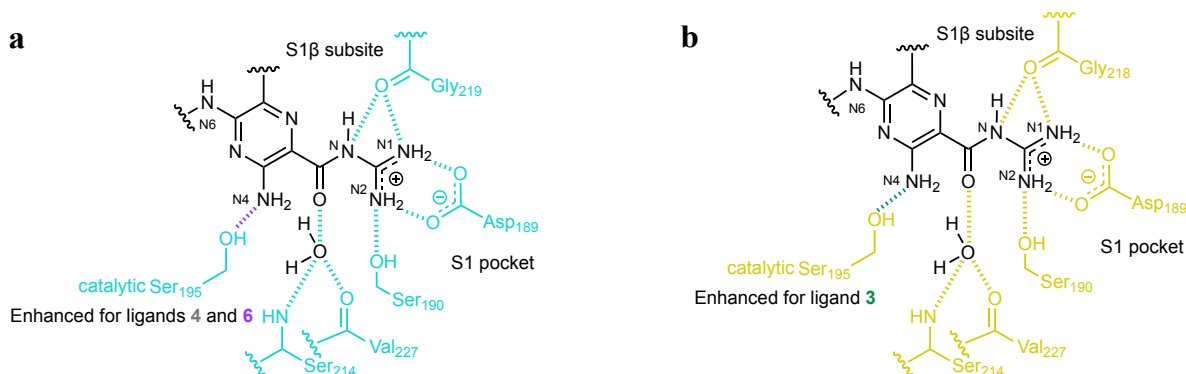 a
S1β subsite
H
N
N6
N
N
NH2
N4
O
H
N
N
N1
NH2
N2
NH2
⊕
O
Gly219
O
⊖
O
Asp189
S1 pocket
OH
Ser190
OH
catalytic Ser195
Enhanced for ligands 4 and 6
H
O
H
HN
O
Val227
Ser214
b
S1β subsite
H
N
N6
N
N
NH2
N4
O
H
N
N
N1
NH2
N2
NH2
⊕
O
Gly218
O
⊖
O
Asp189
S1 pocket
OH
Ser190
OH
catalytic Ser195
Enhanced for ligand 3
H
O
H
HN
O
Val227
Ser214